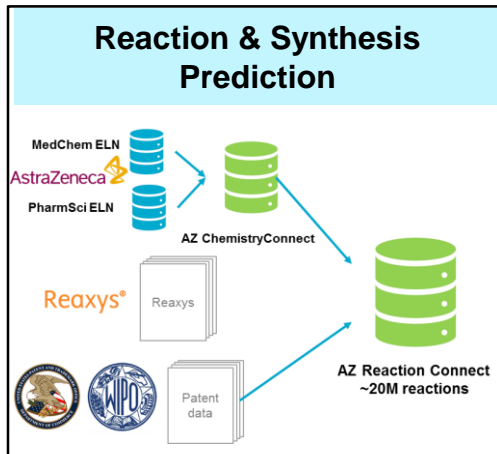 Reaction & Synthesis
Prediction
MedChem ELN
AstraZeneca
PharmSci ELN
AZ ChemistryConnect
Reaxys®
Reaxys
AZ Reaction Connect
~20M reactions
WIPO
Patent
data